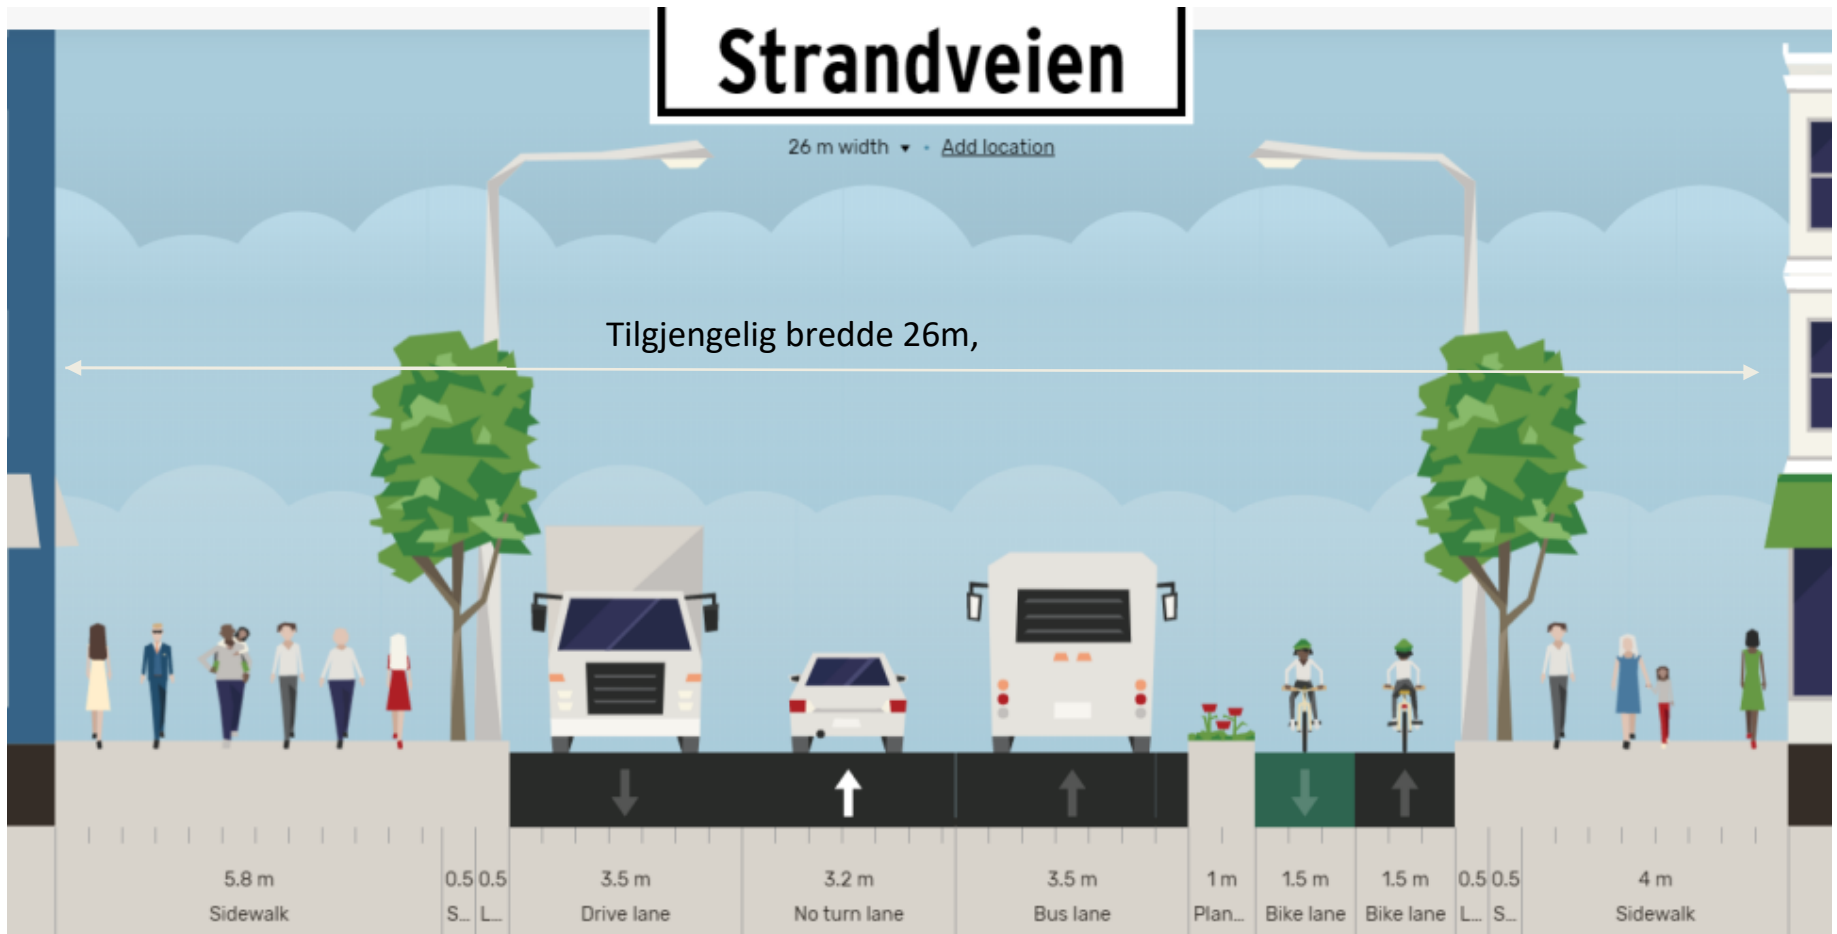 Strandveien
26 m width ▾ • Add location
Tilgjengelig bredde 26m,
5.8 m 0.5 0.5 3.5 m 3.2 m 3.5 m 1 m 1.5 m 1.5 m 0.5 0.5 4 m
Sidewalk S... L... Drive lane No turn lane Bus lane Plan... Bike lane Bike lane L... S... Sidewalk